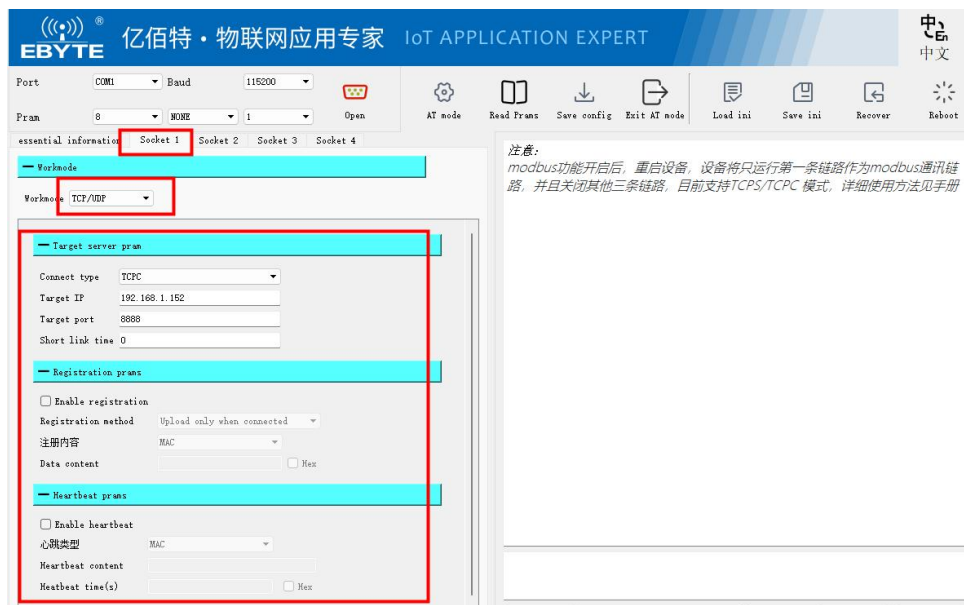 ((•)) ®
EBYTE 亿佰特·物联网应用专家 IoT APPLICATION EXPERT
中En
中文
Port COM1 Baud 115200
Pram 8 NONE 1 Open AT mode Read Prams Save config Exit AT mode Load ini Save ini Recover Reboot
essential information Socket 1 Socket 2 Socket 3 Socket 4
Workmode
Workmode TCP/UDP
Target server pram
Connect type TCPC
Target IP 192.168.1.152
Target port 8888
Short link time 0
Registration prams
Enable registration
Registration method Upload only when connected
注册内容 MAC
Data content Hex
Heartbeat prams
Enable heartbeat
心跳类型 MAC
Heartbeat content
Heatbeat time(s) Hex
注意:
modbus功能开启后，重启设备，设备将只运行第一条链路作为modbus通讯链
路，并且关闭其他三条链路，目前支持TCPS/TCPC 模式，详细使用方法见手册